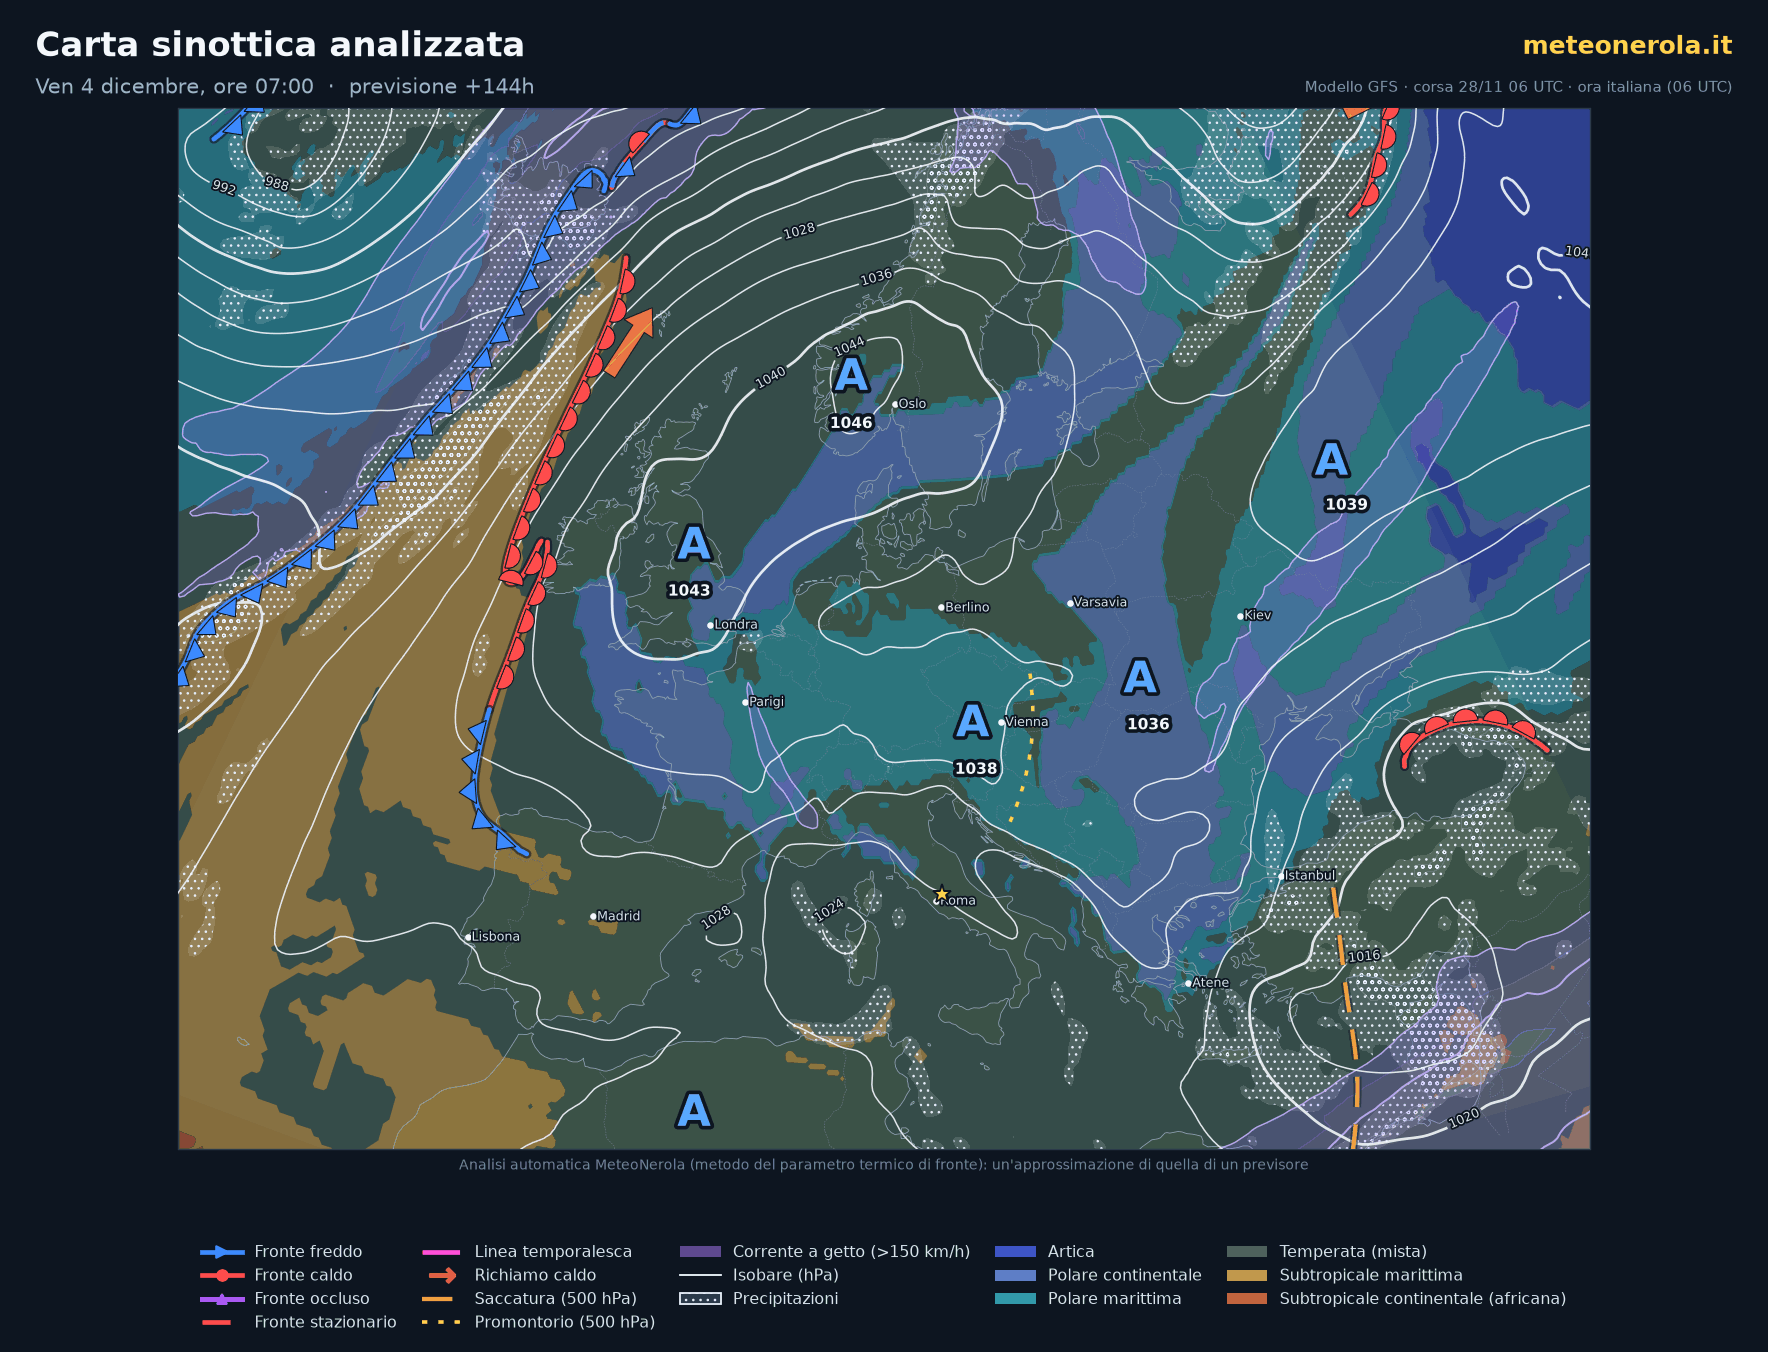 Carta sinottica analizzata
meteonerola.it
Ven 4 dicembre, ore 07:00 · previsione +144h
Modello GFS · corsa 28/11 06 UTC · ora italiana (06 UTC)
992
988
1028
1036
104
1044
1040
A
1046
Oslo
A
1039
A
1043
Londra
Berlino
Varsavia
Kiev
Parigi
A
1036
A
Vienna
1038
Istanbul
Roma
1024
1028
Madrid
Lisbona
1016
Atene
A
1020
Analisi automatica MeteoNerola (metodo del parametro termico di fronte): un'approssimazione di quella di un previsore
Fronte freddo
Fronte caldo
Fronte occluso
Fronte stazionario
Linea temporalesca
Richiamo caldo
Saccatura (500 hPa)
Promontorio (500 hPa)
Corrente a getto (>150 km/h)
Isobare (hPa)
Precipitazioni
Artica
Polare continentale
Polare marittima
Temperata (mista)
Subtropicale marittima
Subtropicale continentale (africana)